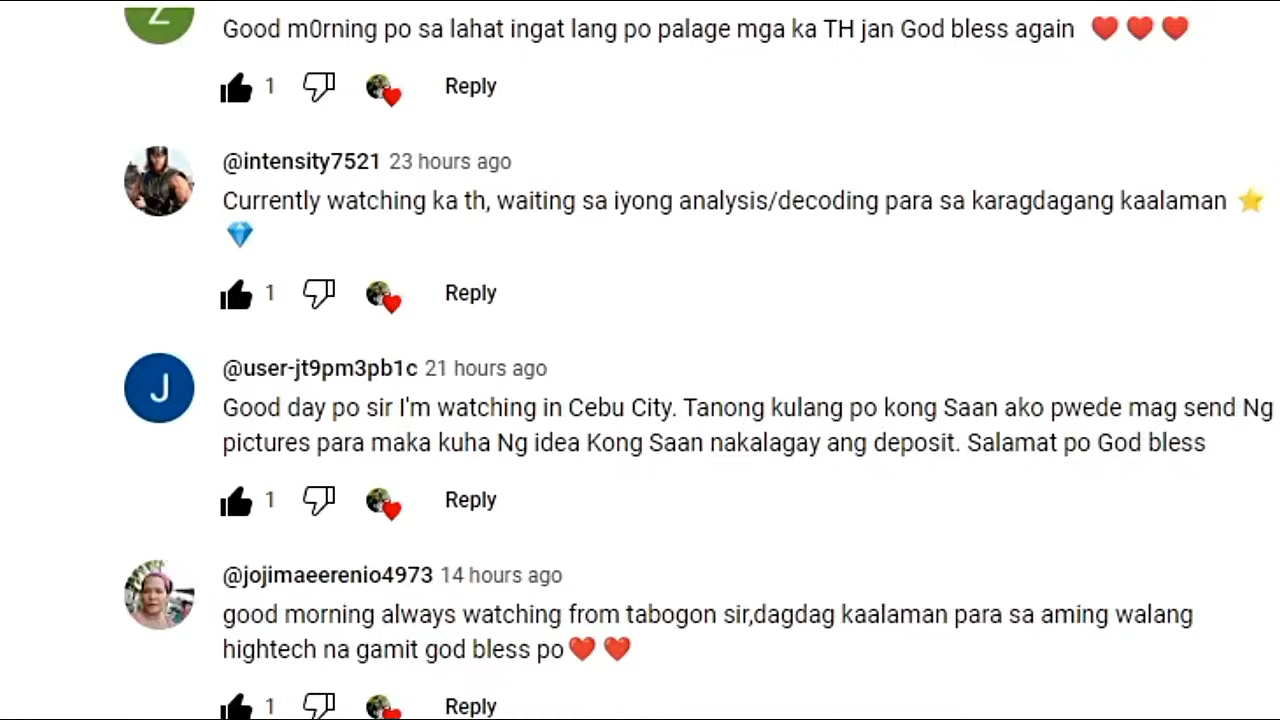 Z
Good m0rning po sa lahat ingat lang po palage mga ka TH jan God bless again ❤️ ❤️ ❤️
1 Reply
@intensity7521 23 hours ago
Currently watching ka th, waiting sa iyong analysis/decoding para sa karagdagang kaalaman ⭐
💎
1 Reply
@user-jt9pm3pb1c 21 hours ago
J
Good day po sir I'm watching in Cebu City. Tanong kulang po kong Saan ako pwede mag send Ng
pictures para maka kuha Ng idea Kong Saan nakalagay ang deposit. Salamat po God bless
1 Reply
@jojimaeerenio4973 14 hours ago
good morning always watching from tabogon sir,dagdag kaalaman para sa aming walang
hightech na gamit god bless po❤️ ❤️
1 Reply